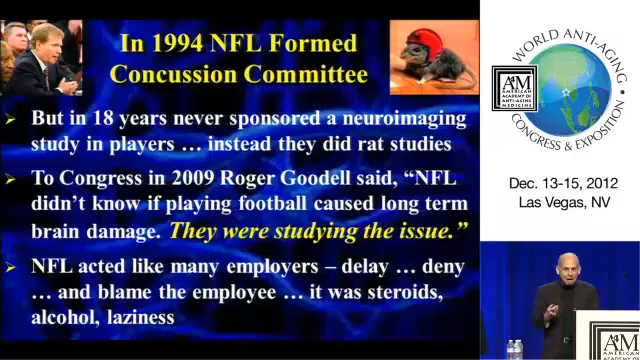 In 1994 NFL Formed
Concussion Committee
But in 18 years never sponsored a neuroimaging
study in players … instead they did rat studies
To Congress in 2009 Roger Goodell said, “NFL
didn’t know if playing football caused long term
brain damage. They were studying the issue.”
NFL acted like many employers – delay … deny
… and blame the employee … it was steroids,
alcohol, laziness
WORLD ANTI-AGING
A4M
AMERICAN
ACADEMY OF
ANTI-AGING
MEDICINE
CONGRESS & EXPOSITION
Dec. 13-15, 2012
Las Vegas, NV
A4M